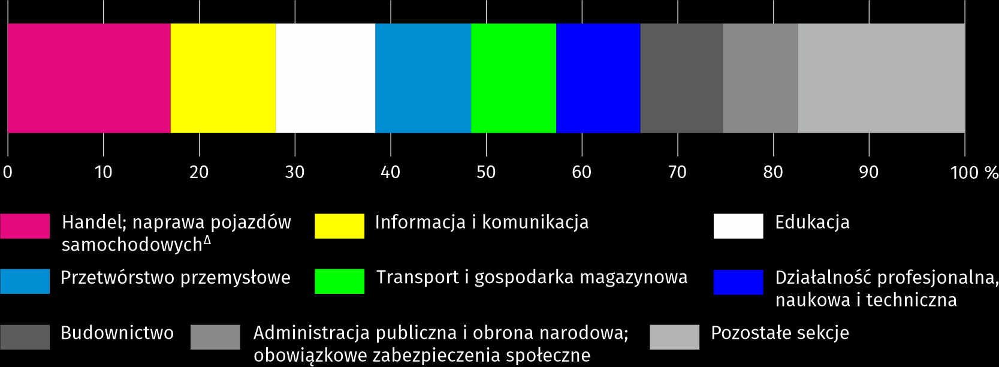 0 10 20 30 40 50 60 70 80 90 100 %
Handel; naprawa pojazdów
samochodowychΔ
Informacja i komunikacja
Edukacja
Przetwórstwo przemysłowe
Transport i gospodarka magazynowa
Działalność profesjonalna,
naukowa i techniczna
Budownictwo
Administracja publiczna i obrona narodowa;
obowiązkowe zabezpieczenia społeczne
Pozostałe sekcje